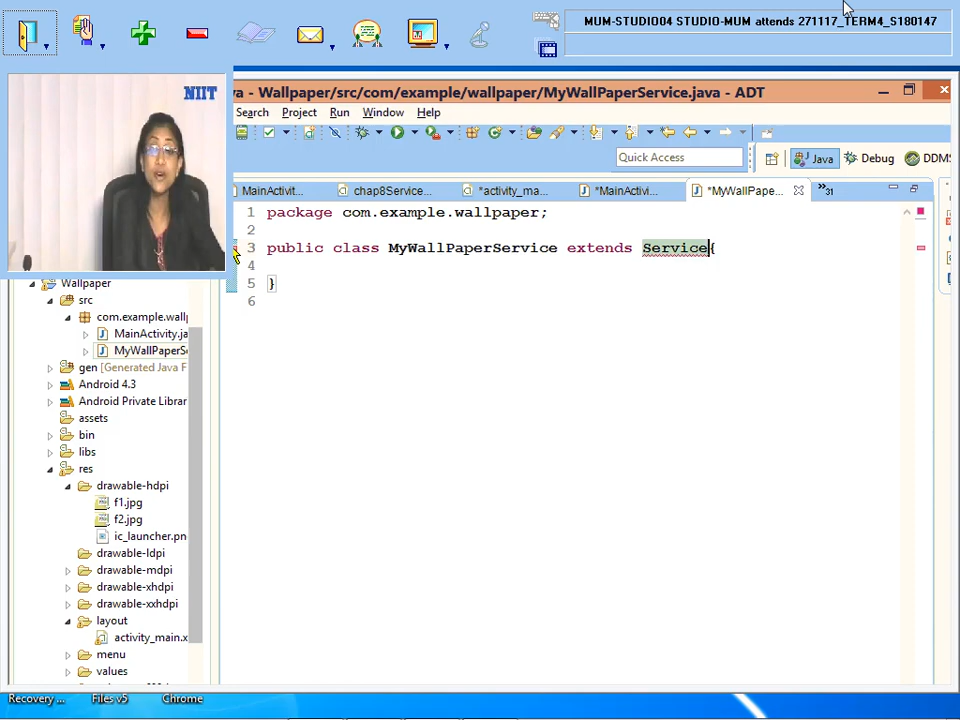 MUM-STUDIO04 STUDIO-MUM attends 271117_TERM4_S180147
NIIT
va - Wallpaper/src/com/example/wallpaper/MyWallPaperService.java - ADT
Search Project Run Window Help
Quick Access
Java
Debug
DDMS
MainActivit...
chap8Service...
*activity_ma...
*MainActivi...
*MyWallPape...
31
1 package com.example.wallpaper;
2
3 public class MyWallPaperService extends Service{
4
5 }
6
Wallpaper
src
com.example.wallp
MainActivity.ja
MyWallPaperSe
gen [Generated Java F
Android 4.3
Android Private Librar
assets
bin
libs
res
drawable-hdpi
f1.jpg
f2.jpg
ic_launcher.pn
drawable-ldpi
drawable-mdpi
drawable-xhdpi
drawable-xxhdpi
layout
activity_main.x
menu
values
Recovery ...
Files v5
Chrome